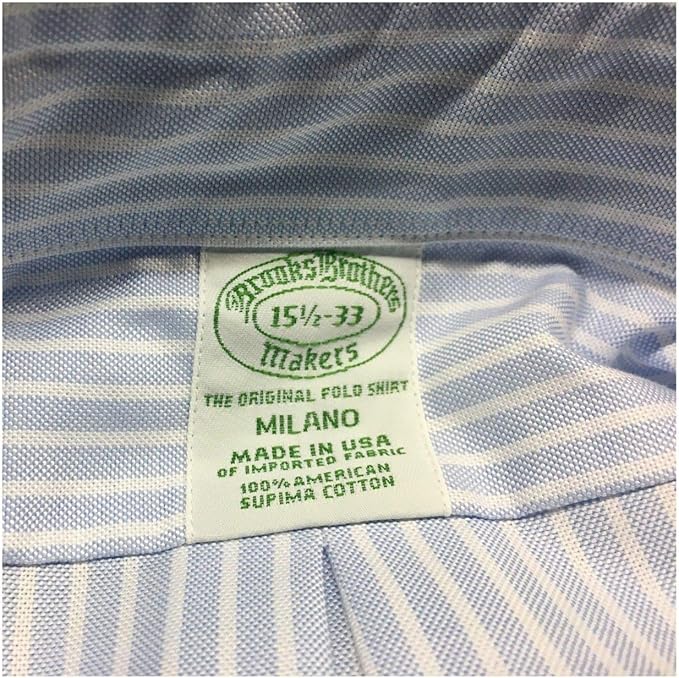 Brooks Brothers
15½-33
Makers
THE ORIGINAL POLO SHIRT
MILANO
MADE IN USA
OF IMPORTED FABRIC
100% AMERICAN
SUPIMA COTTON